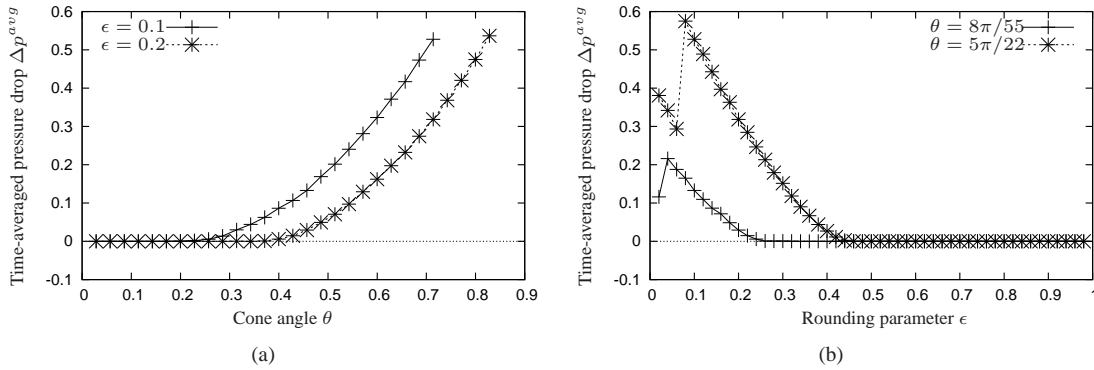 Time-averaged pressure drop Δp^avg
0.6
0.5
0.4
0.3
0.2
0.1
0
-0.1
ϵ = 0.1
ϵ = 0.2
0 0.1 0.2 0.3 0.4 0.5 0.6 0.7 0.8 0.9
Cone angle θ
(a)
Time-averaged pressure drop Δp^avg
0.6
0.5
0.4
0.3
0.2
0.1
0
-0.1
θ = 8π/55
θ = 5π/22
0 0.1 0.2 0.3 0.4 0.5 0.6 0.7 0.8 0.9 1
Rounding parameter ϵ
(b)